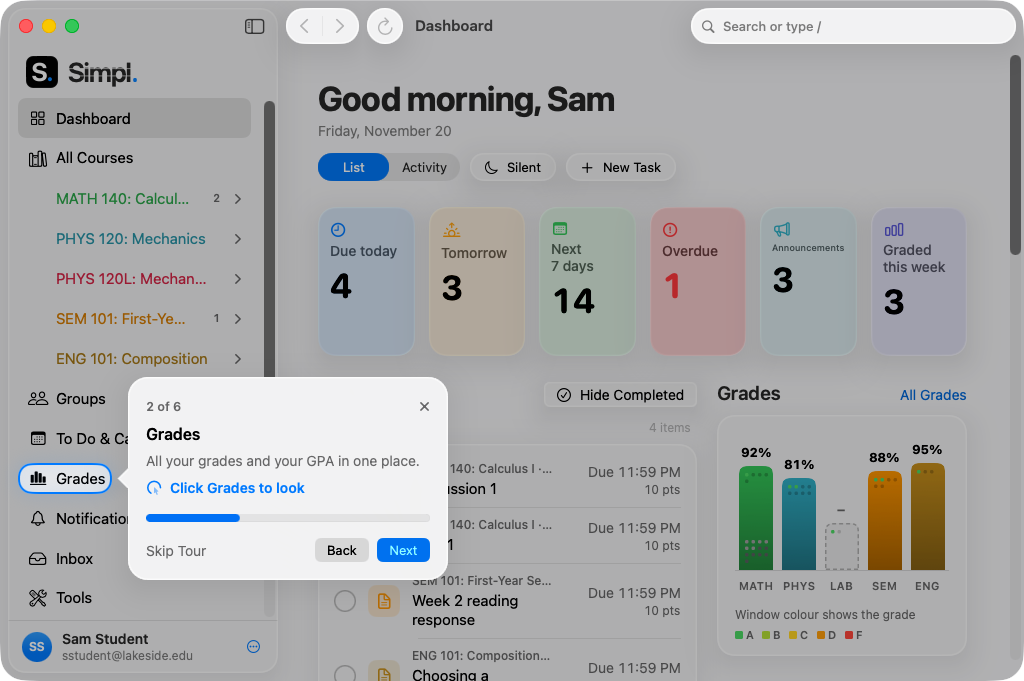 Dashboard
Search or type /
S.
Simpl.
Dashboard
All Courses
MATH 140: Calcul... 2
PHYS 120: Mechanics
PHYS 120L: Mechan...
SEM 101: First-Ye... 1
ENG 101: Composition
Groups
To Do & Ca
Grades
Notification
Inbox
Tools
SS
Sam Student
sstudent@lakeside.edu
Good morning, Sam
Friday, November 20
List
Activity
Silent
New Task
Due today
4
Tomorrow
3
Next
7 days
14
Overdue
1
Announcements
3
Graded
this week
3
2 of 6
Grades
All your grades and your GPA in one place.
Click Grades to look
Skip Tour
Back
Next
Hide Completed
4 items
140: Calculus I ·...
ussion 1
Due 11:59 PM
10 pts
140: Calculus I ·...
1
Due 11:59 PM
10 pts
SEM 101: First-Year Se...
Week 2 reading
response
Due 11:59 PM
10 pts
ENG 101: Composition...
Choosing a
Due 11:59 PM
Grades
All Grades
92%
81%
–
88%
95%
MATH PHYS LAB SEM ENG
Window colour shows the grade
A B C D F